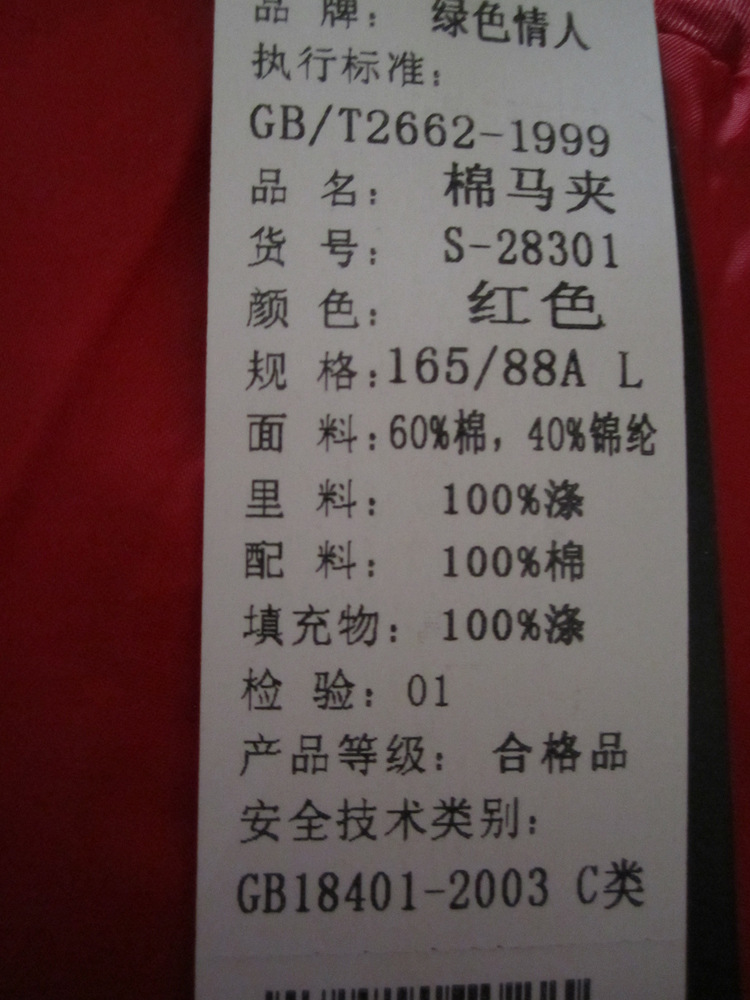 品 牌： 绿色情人
执行标准：
GB/T2662-1999
品 名： 棉马夹
货 号： S-28301
颜 色： 红色
规 格：165/88A L
面 料：60%棉，40%锦纶
里 料： 100%涤
配 料： 100%棉
填充物： 100%涤
检 验：01
产品等级： 合格品
安全技术类别：
GB18401-2003 C类